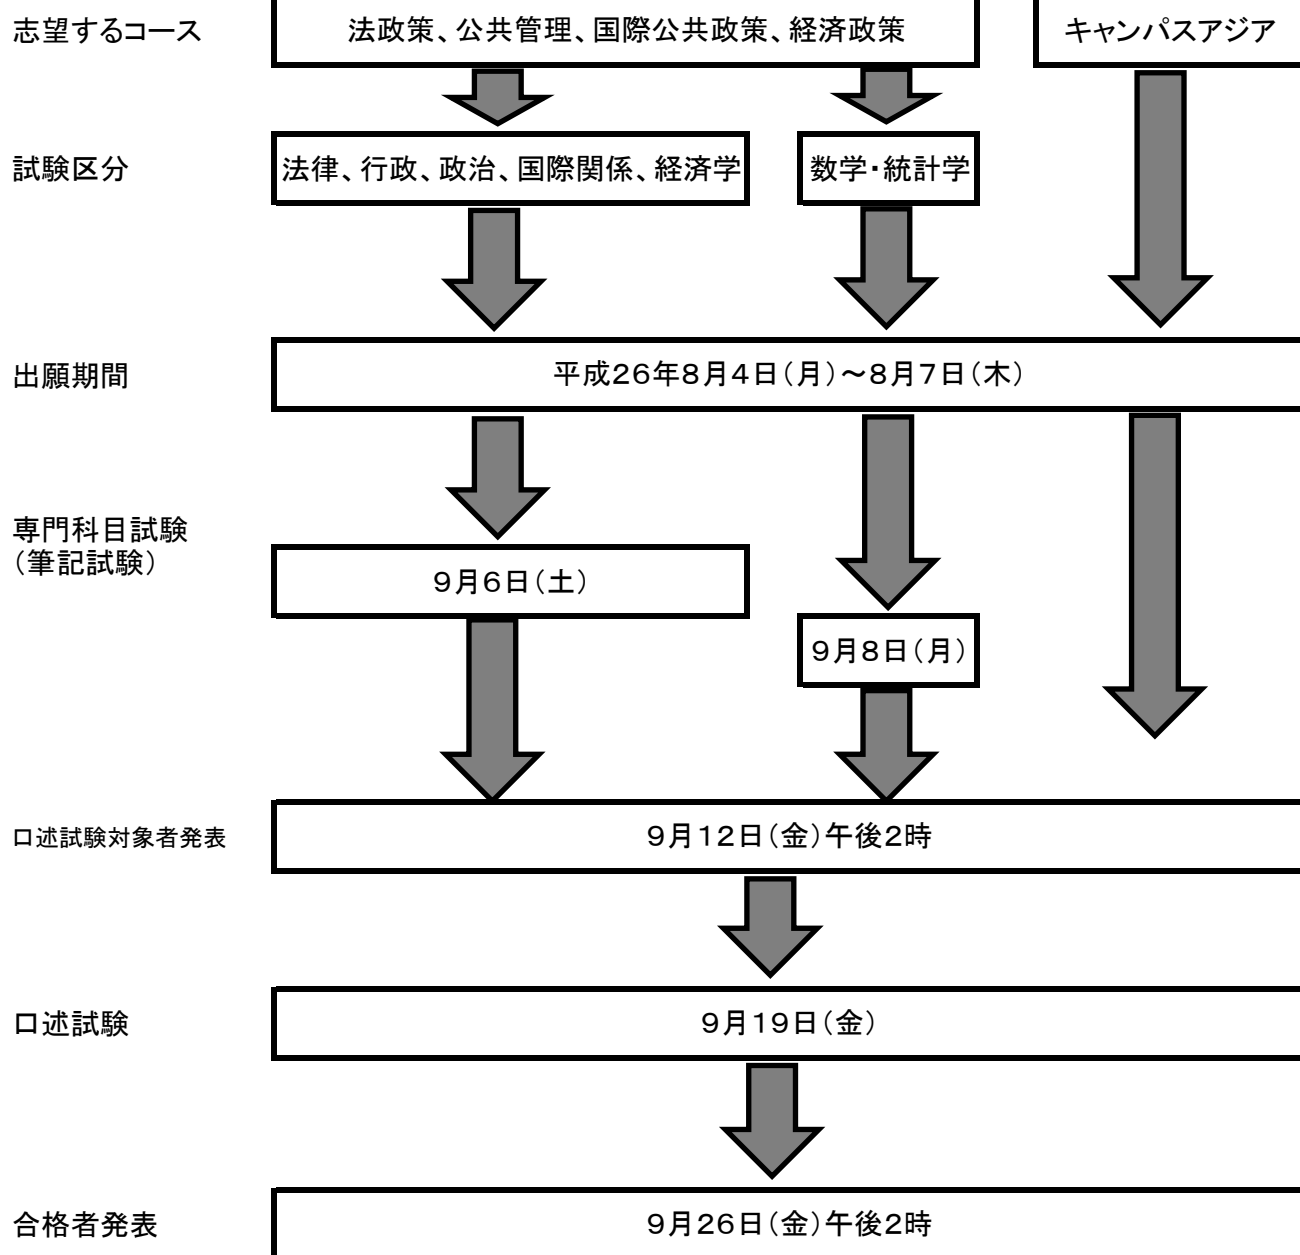 志望するコース
法政策、公共管理、国際公共政策、経済政策
キャンパスアジア
試験区分
法律、行政、政治、国際関係、経済学
数学・統計学
出願期間
平成26年8月4日(月)～8月7日(木)
専門科目試験
(筆記試験)
9月6日(土)
9月8日(月)
口述試験対象者発表
9月12日(金)午後2時
口述試験
9月19日(金)
合格者発表
9月26日(金)午後2時